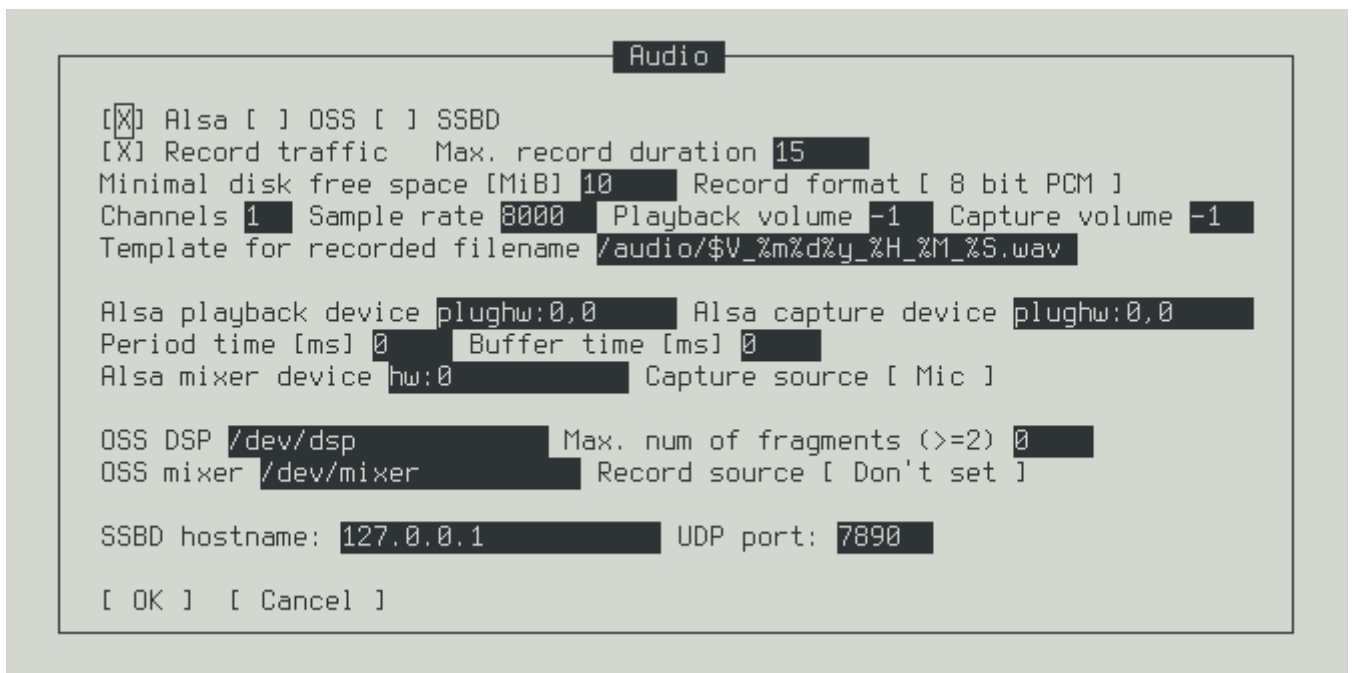 Audio
[X] Alsa [ ] OSS [ ] SSBD
[X] Record traffic Max. record duration 15
Minimal disk free space [MiB] 10 Record format [ 8 bit PCM ]
Channels 1 Sample rate 8000 Playback volume -1 Capture volume -1
Template for recorded filename /audio/$V_%m%d%y_%H_%M_%S.wav
Alsa playback device plughw:0,0 Alsa capture device plughw:0,0
Period time [ms] 0 Buffer time [ms] 0
Alsa mixer device hw:0 Capture source [ Mic ]
OSS DSP /dev/dsp Max. num of fragments (>=2) 0
OSS mixer /dev/mixer Record source [ Don't set ]
SSBD hostname: 127.0.0.1 UDP port: 7890
[ OK ] [ Cancel ]